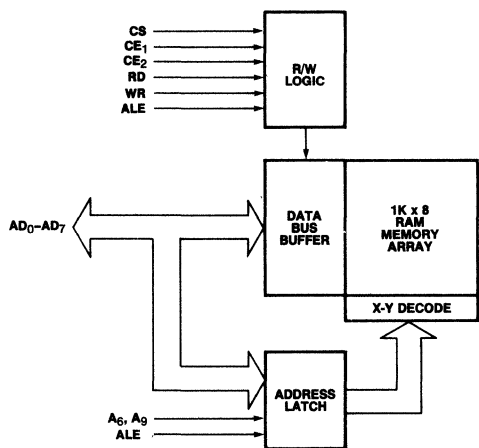 CS
CE1
CE2
RD
WR
ALE
R/W
LOGIC
AD0–AD7
DATA
BUS
BUFFER
1K x 8
RAM
MEMORY
ARRAY
X-Y DECODE
ADDRESS
LATCH
A6, A9
ALE